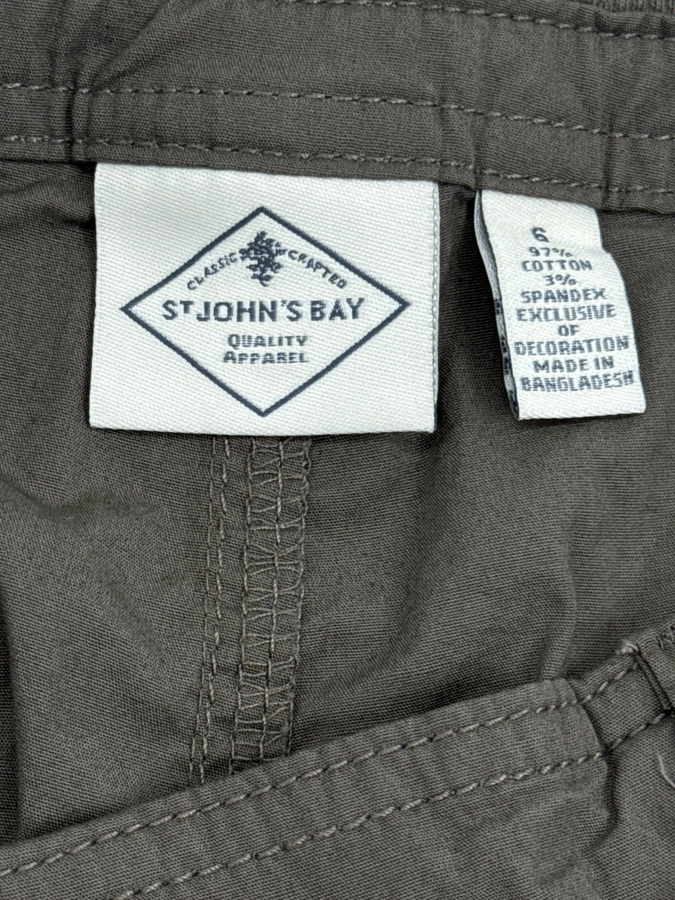 CLASSIC CRAFTED
ST JOHN'S BAY
QUALITY
APPAREL
6
97%
COTTON
3%
SPANDEX
EXCLUSIVE
OF
DECORATION
MADE IN
BANGLADESH